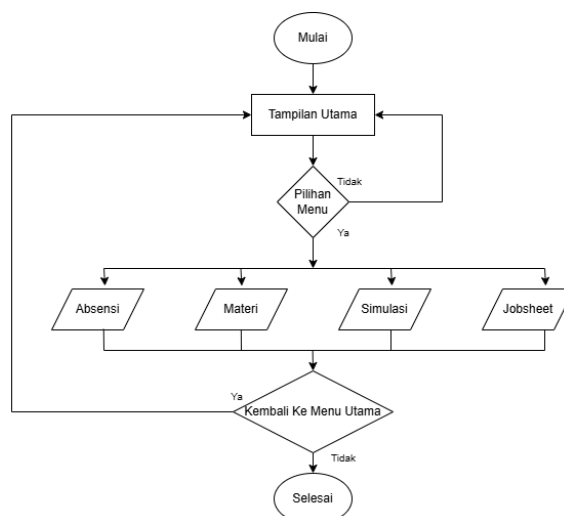 Mulai
Tampilan Utama
Tidak
Pilihan
Menu
Ya
Absensi
Materi
Simulasi
Jobsheet
Ya
Kembali Ke Menu Utama
Tidak
Selesai